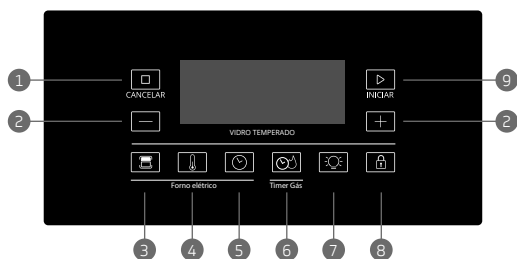 1
CANCELAR
2
9
INICIAR
2
VIDRO TEMPERADO
Forno elétrico
Timer Gás
3
4
5
6
7
8